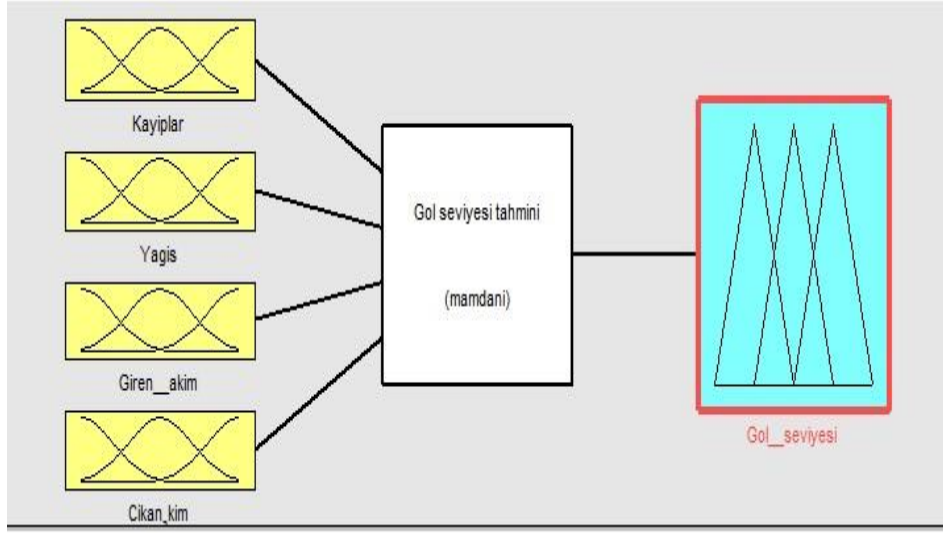 Kayiplar
Yagis
Giren__akim
Cikan_kim
Gol seviyesi tahmini
(mamdani)
Gol__seviyesi